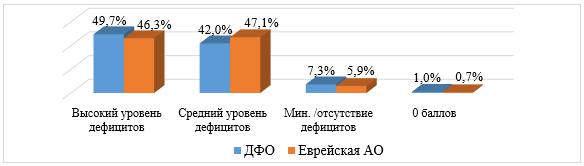 49,7% 46,3% 42,0% 47,1% 7,3% 5,9% 1,0% 0,7%
Высокий уровень дефицитов
Средний уровень дефицитов
Мин. /отсутствие дефицитов
0 баллов
ДФО Еврейская АО